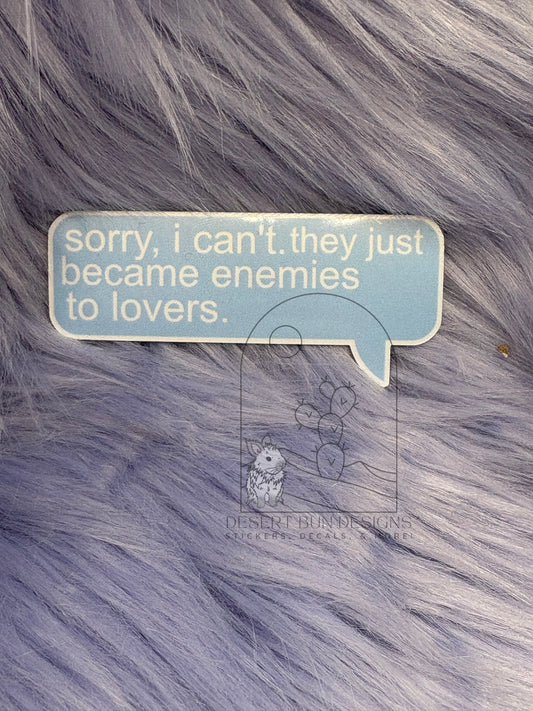 sorry, i can't. they just
became enemies
to lovers.
DESERT BUN DESIGNS
STICKERS, DECALS, & MORE!